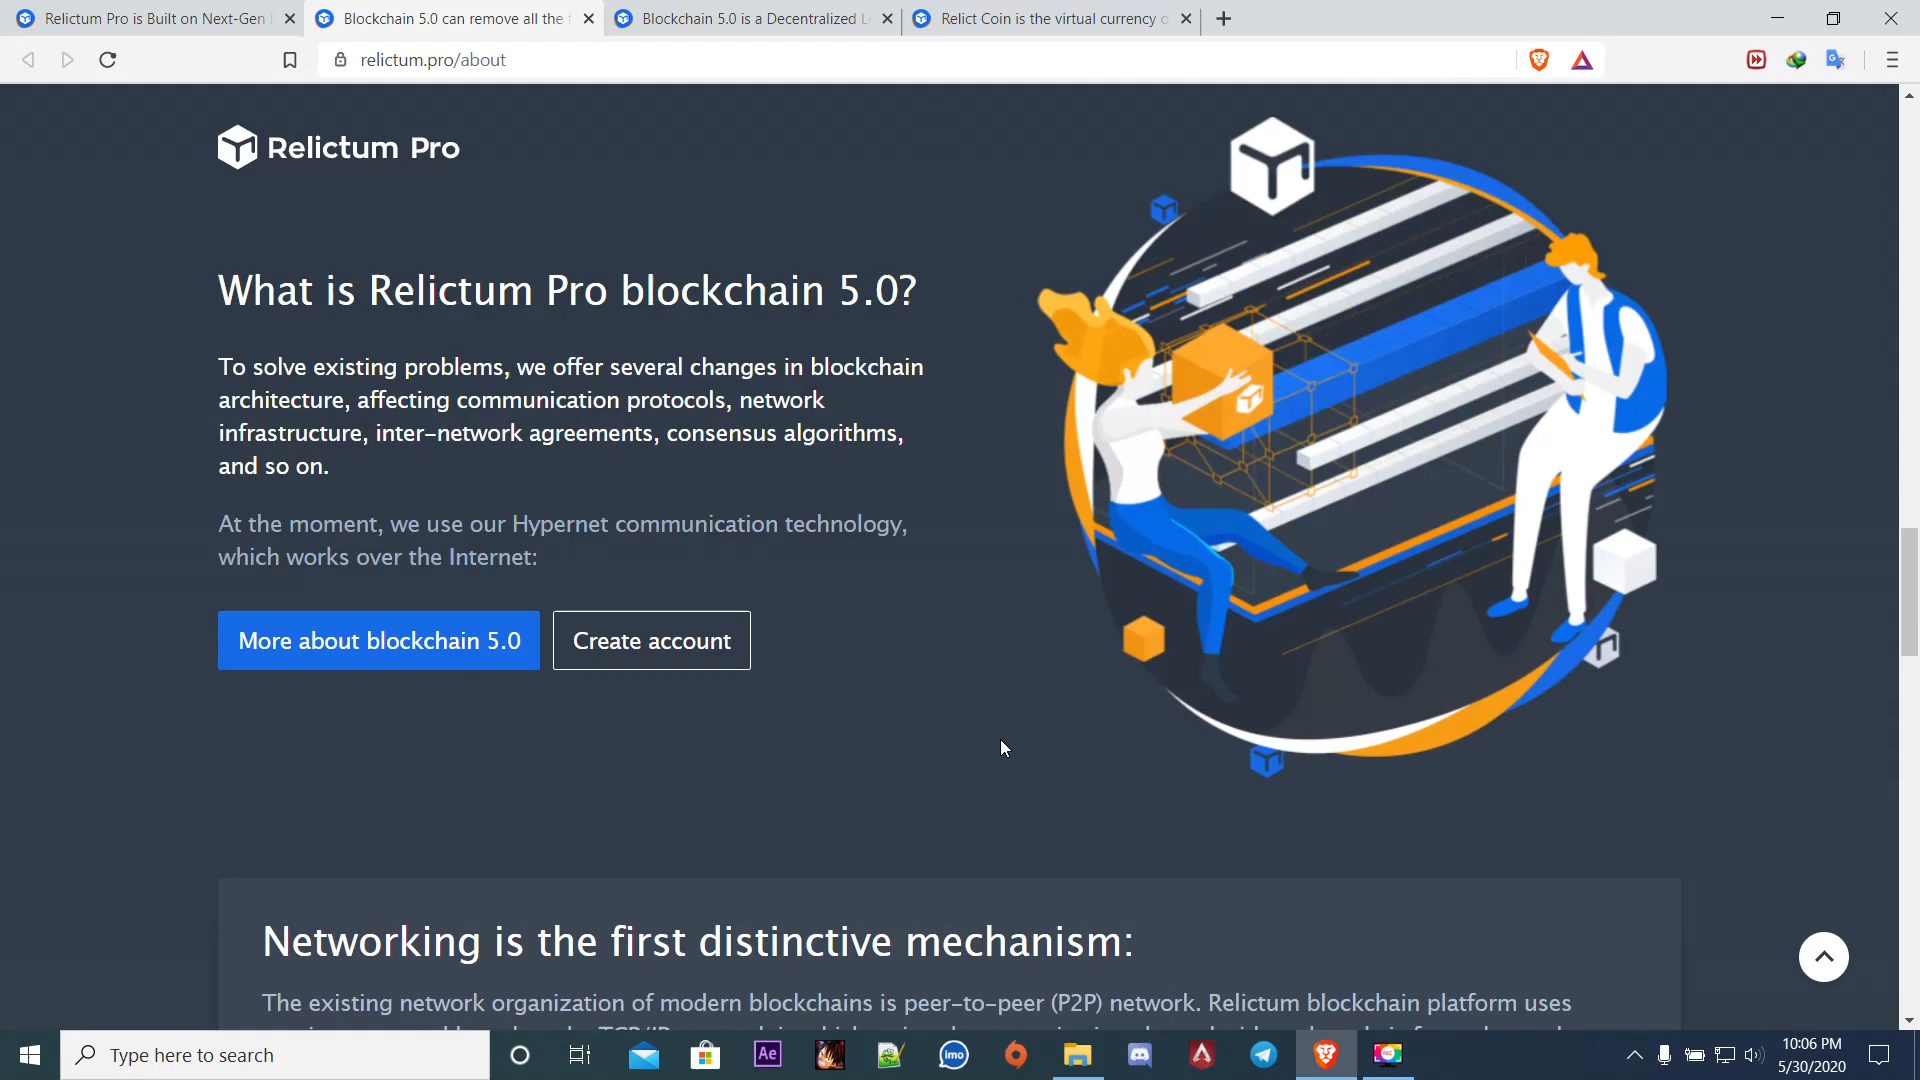 Relictum Pro is Built on Next-Gen
Blockchain 5.0 can remove all the
Blockchain 5.0 is a Decentralized
Relict Coin is the virtual currency
relictum.pro/about
Relictum Pro
What is Relictum Pro blockchain 5.0?
To solve existing problems, we offer several changes in blockchain
architecture, affecting communication protocols, network
infrastructure, inter-network agreements, consensus algorithms,
and so on.
At the moment, we use our Hypernet communication technology,
which works over the Internet:
More about blockchain 5.0
Create account
Networking is the first distinctive mechanism:
The existing network organization of modern blockchains is peer-to-peer (P2P) network. Relictum blockchain platform uses
Type here to search
Ae
imo
10:06 PM
5/30/2020